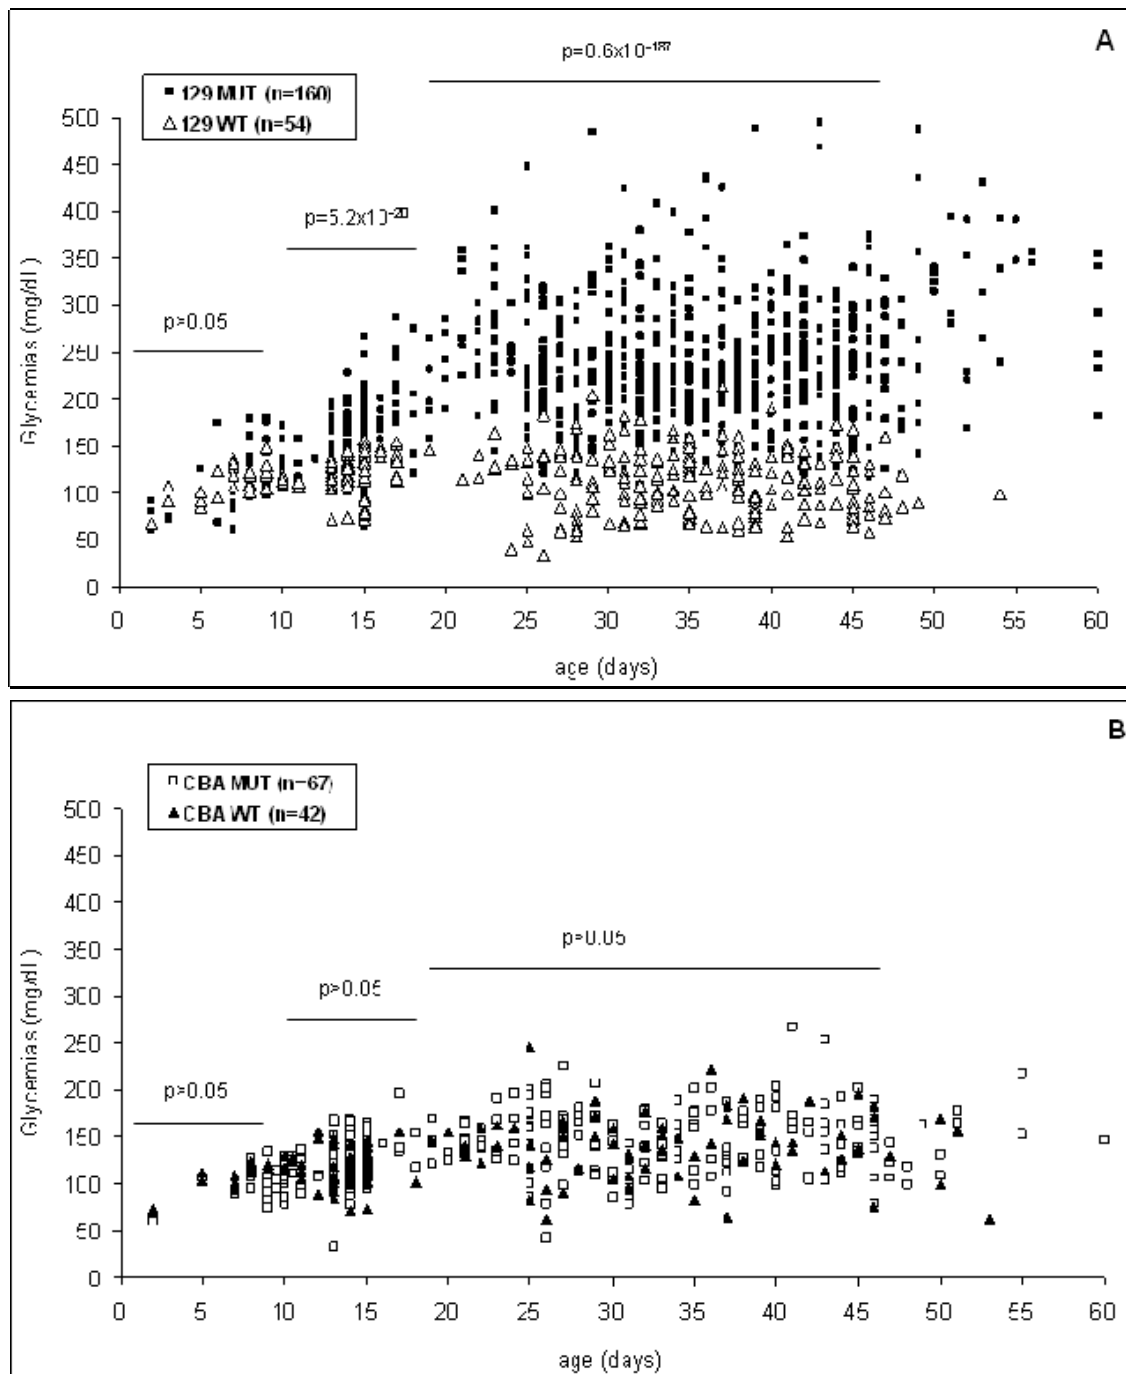 A
p=0.6x10⁻¹⁸⁷
129 MUT (n=160)
129 WT (n=54)
p=5.2x10⁻²⁰
p>0.05
Glycemias (mg/dl)
500
450
400
350
300
250
200
150
100
50
0
0 5 10 15 20 25 30 35 40 45 50 55 60
age (days)
B
CBA MUT (n=67)
CBA WT (n=42)
p>0.05
p>0.05
p>0.05
Glycemias (mg/dl)
500
450
400
350
300
250
200
150
100
50
0
0 5 10 15 20 25 30 35 40 45 50 55 60
age (days)